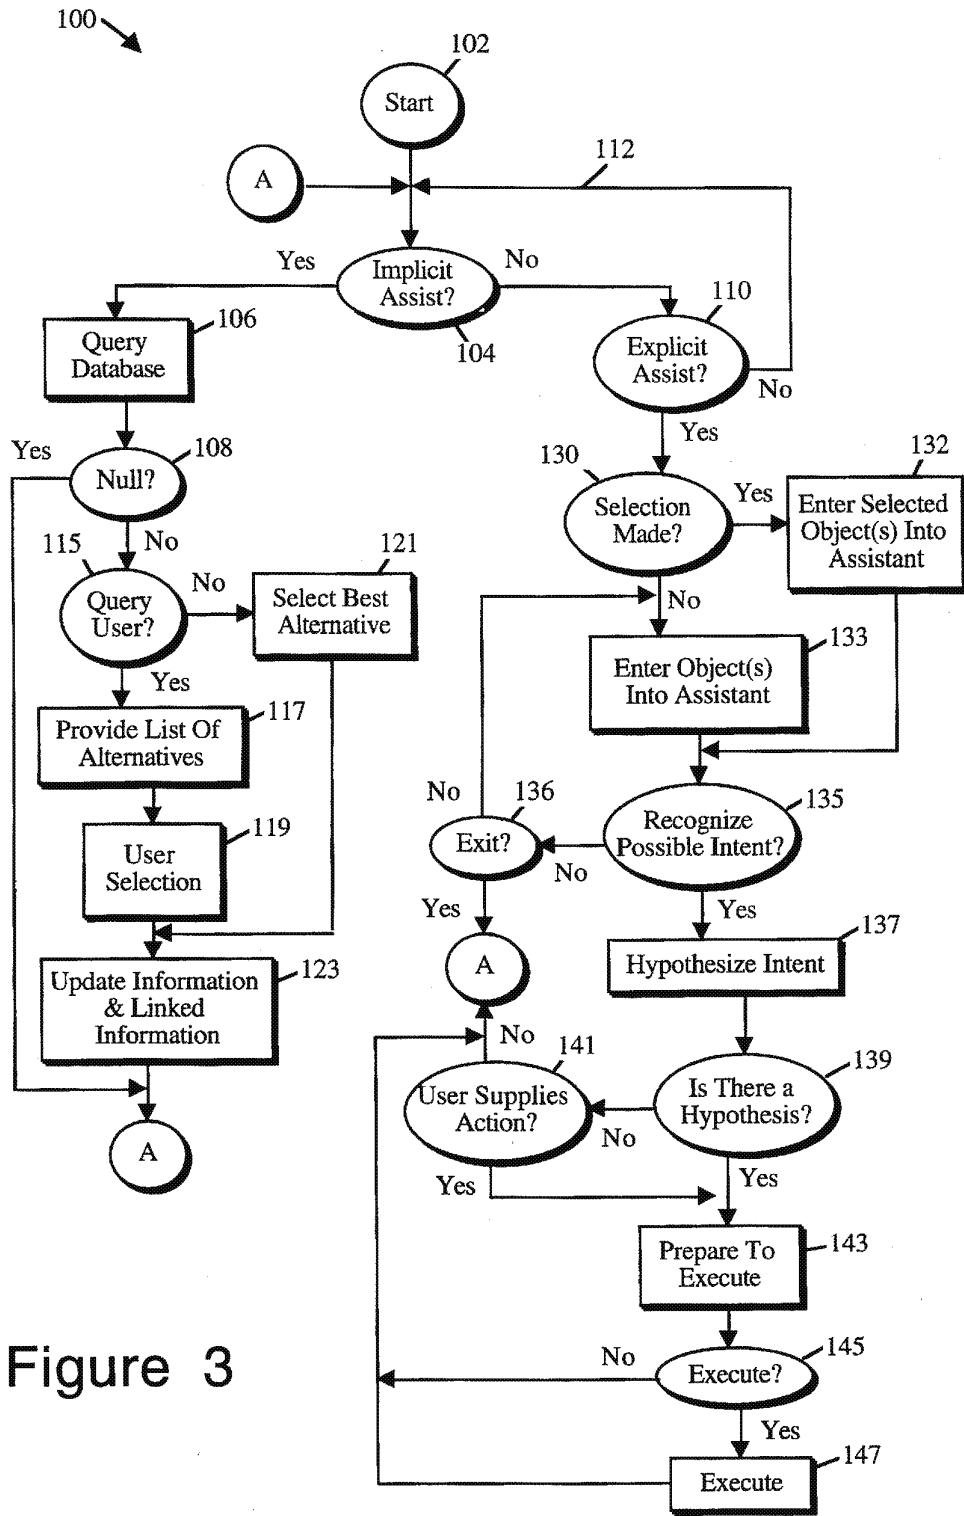 100
102
Start
112
A
Yes
Implicit
Assist?
No
104
110
106
Query
Database
Explicit
Assist?
No
Yes
Yes
108
Null?
No
130
Selection
Made?
Yes
132
Enter Selected
Object(s) Into
Assistant
115
Query
User?
No
121
Select Best
Alternative
No
133
Enter Object(s)
Into Assistant
Yes
117
Provide List Of
Alternatives
119
User
Selection
No
136
Exit?
No
135
Recognize
Possible Intent?
Yes
Yes
137
Hypothesize Intent
A
123
Update Information
& Linked
Information
No
141
User Supplies
Action?
139
Is There a
Hypothesis?
No
A
Yes
Yes
143
Prepare To
Execute
No
145
Execute?
Yes
147
Execute
Figure 3